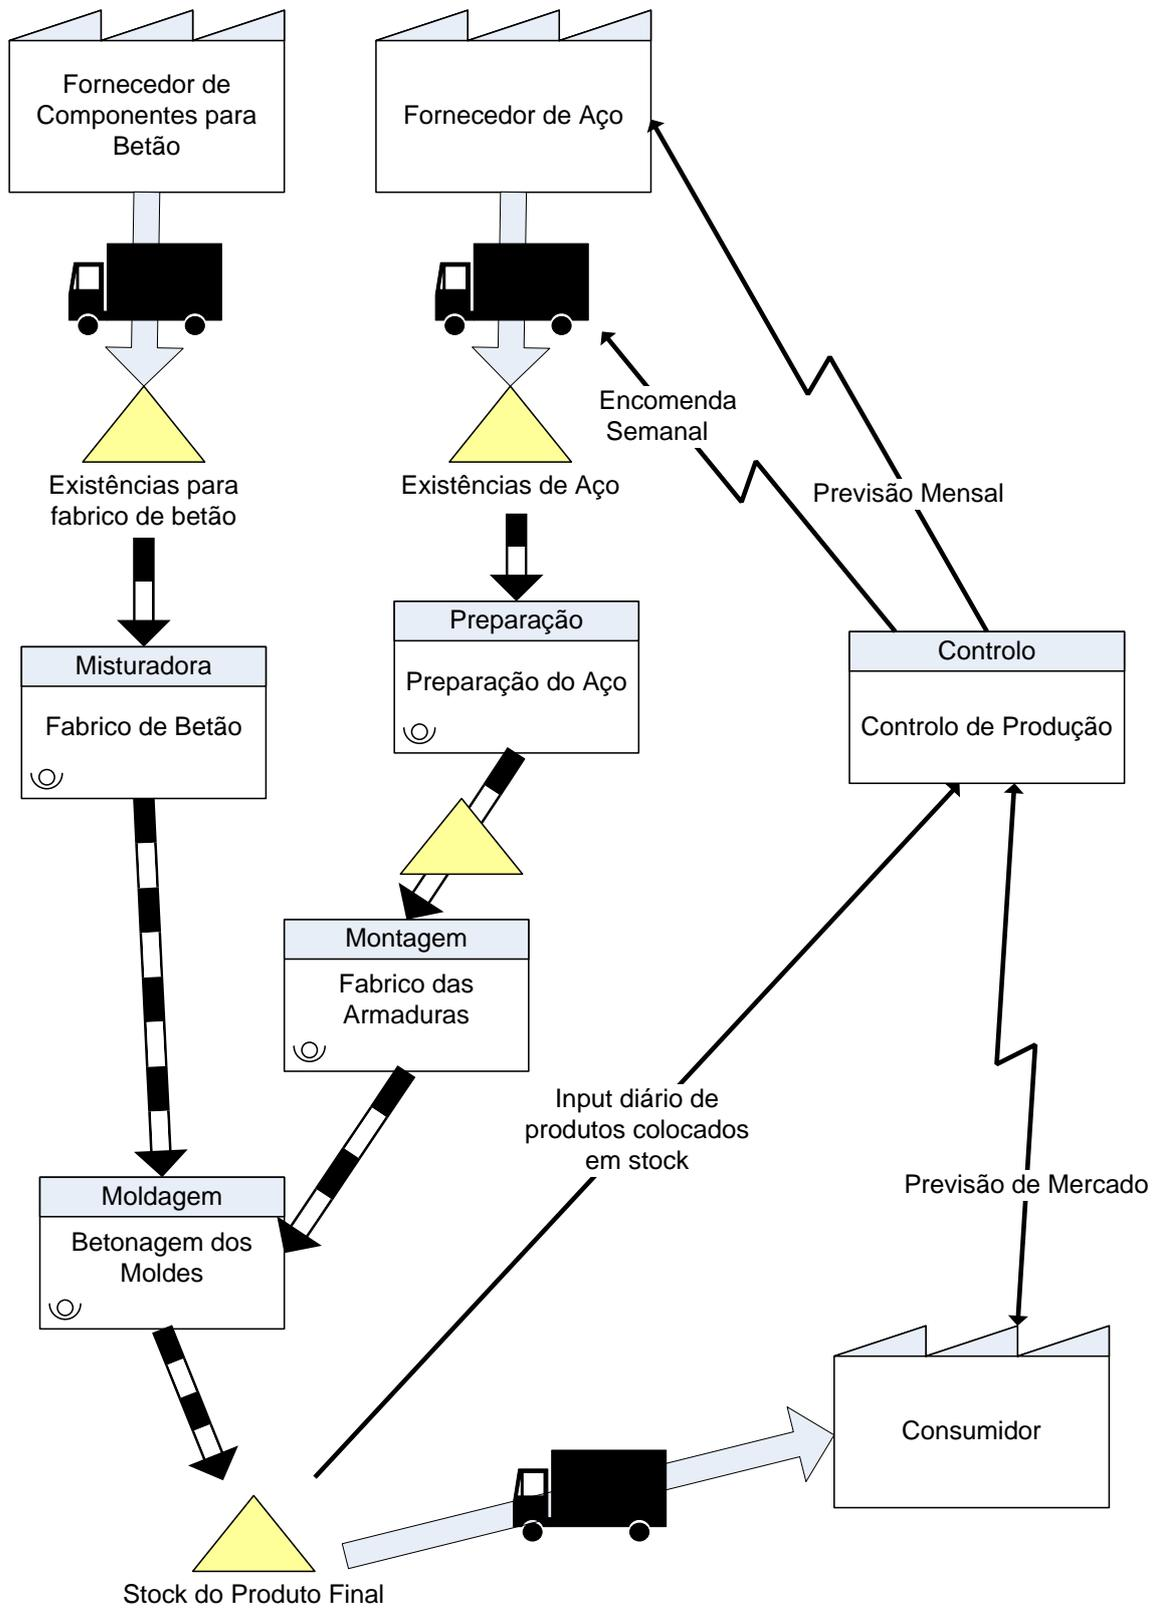 Fornecedor de
Componentes para
Betão
Fornecedor de Aço
Encomenda
Semanal
Existências para
fabrico de betão
Existências de Aço
Previsão Mensal
Preparação
Preparação do Aço
Misturadora
Fabrico de Betão
Controlo
Controlo de Produção
Montagem
Fabrico das
Armaduras
Input diário de
produtos colocados
em stock
Previsão de Mercado
Moldagem
Betonagem dos
Moldes
Consumidor
Stock do Produto Final